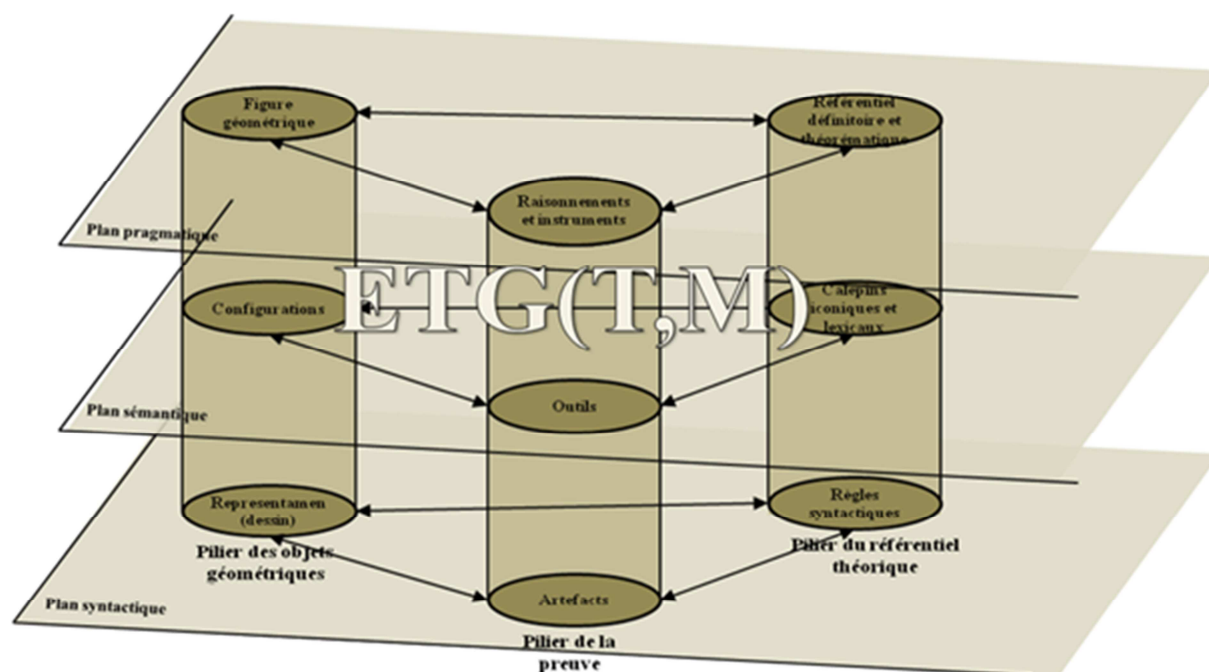 Figure
géométrique
Référentiel
définitoire et
théorématique
Raisonnements
et instruments
Plan pragmatique
ETG(T,M)
Configurations
Calepins
iconiques et
lexicaux
Outils
Plan sémantique
Representamen
(dessin)
Règles
syntactiques
Pilier des objets
géométriques
Pilier du référentiel
théorique
Artefacts
Plan syntactique
Pilier de la
preuve